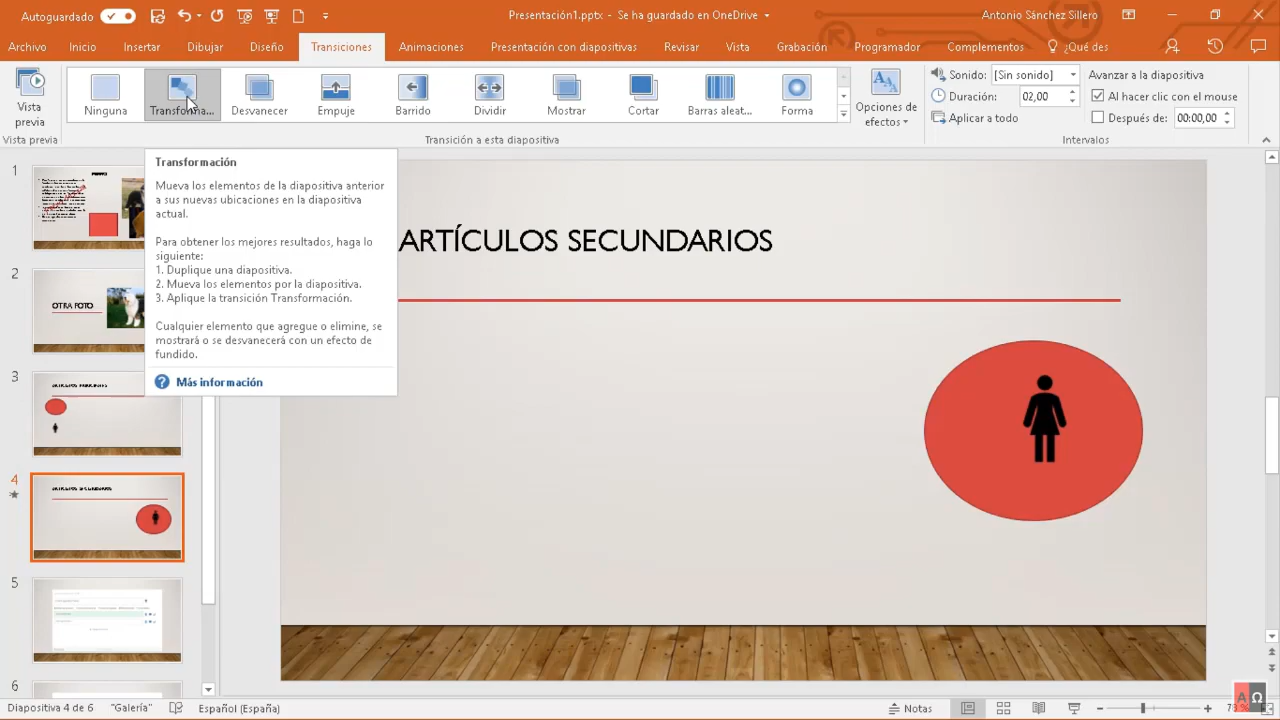 Autoguardado
Presentación1.pptx - Se ha guardado en OneDrive
Antonio Sánchez Sillero
Archivo Inicio Insertar Dibujar Diseño Transiciones Animaciones Presentación con diapositivas Revisar Vista Grabación Programador Complementos ¿Qué des
Vista previa
Ninguna Transforma... Desvanecer Empuje Barrido Dividir Mostrar Cortar Barras aleat... Forma
Opciones de efectos
Sonido: [Sin sonido]
Duración: 02,00
Aplicar a todo
Avanzar a la diapositiva
Al hacer clic con el mouse
Después de: 00:00,00
Vista previa
Transición a esta diapositiva
Intervalos
Transformación
Mueva los elementos de la diapositiva anterior
a sus nuevas ubicaciones en la diapositiva
actual.
Para obtener los mejores resultados, haga lo
siguiente:
1. Duplique una diapositiva.
2. Mueva los elementos por la diapositiva.
3. Aplique la transición Transformación.
Cualquier elemento que agregue o elimine, se
mostrará o se desvanecerá con un efecto de
fundido.
Más información
1
2
OTRA FOTO
3
4
ARTÍCULOS SECUNDARIOS
5
6
ARTÍCULOS SECUNDARIOS
Diapositiva 4 de 6 "Galería" Español (España)
Notas
AΩ